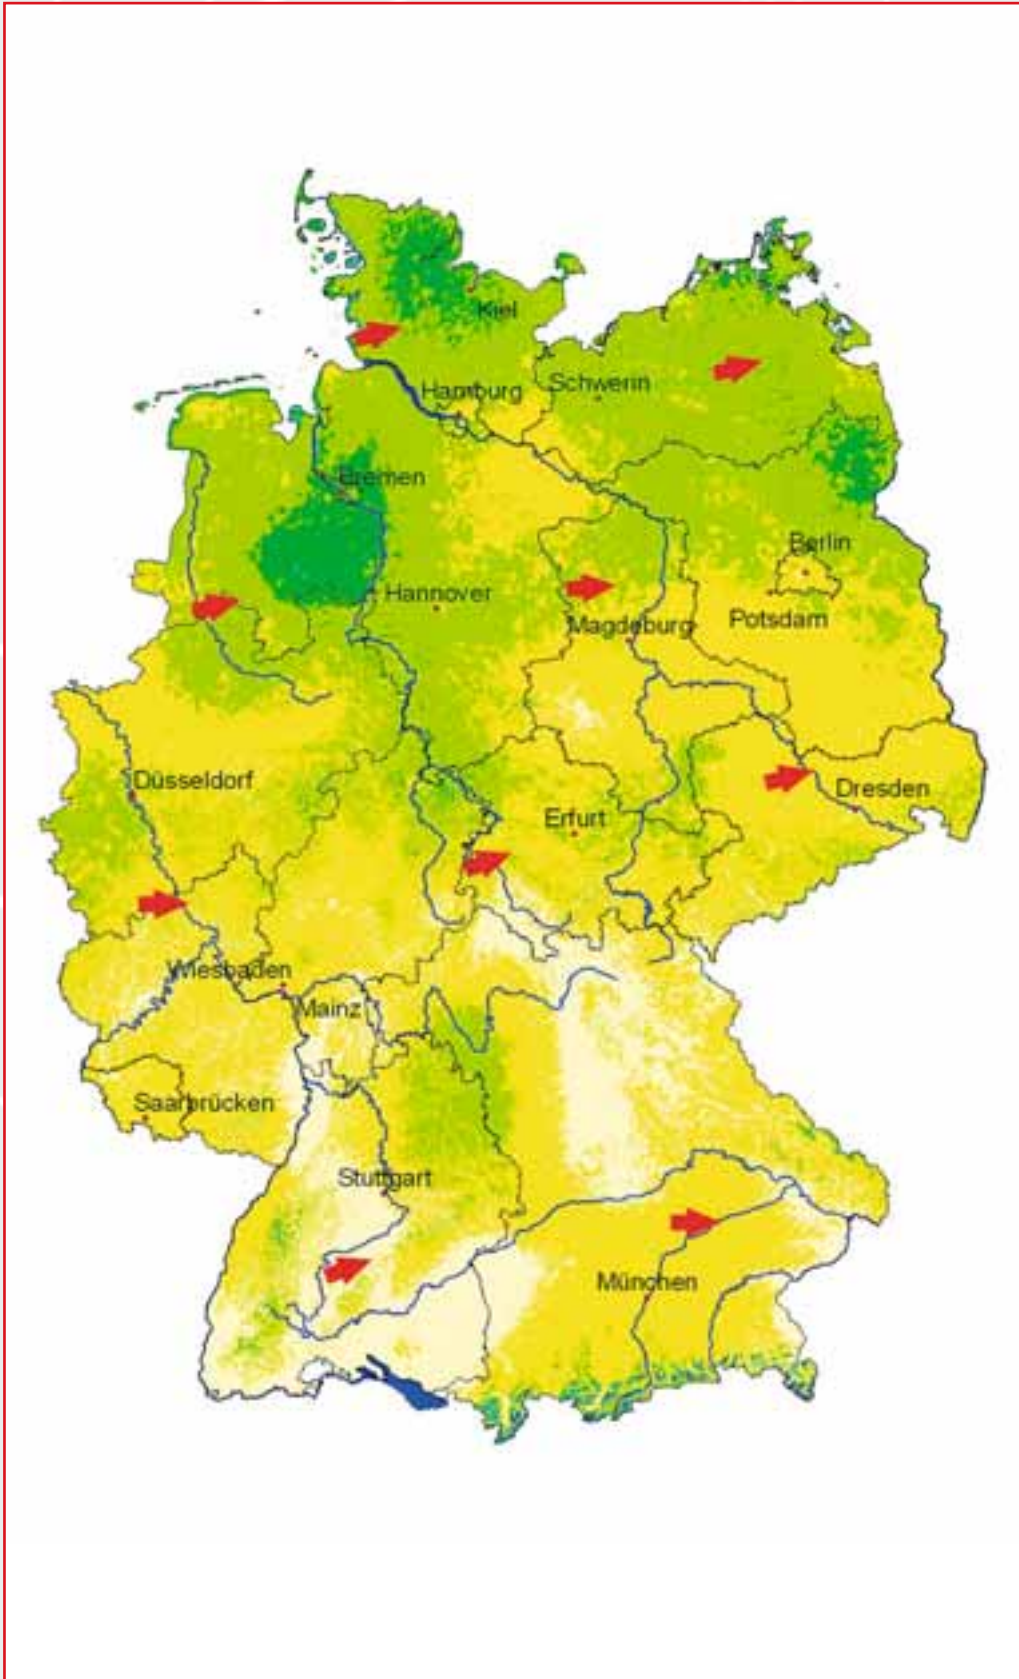 Kiel
Hamburg
Schwerin
Bremen
Berlin
Hannover
Magdeburg
Potsdam
Düsseldorf
Dresden
Erfurt
Wiesbaden
Mainz
Saarbrücken
Stuttgart
München